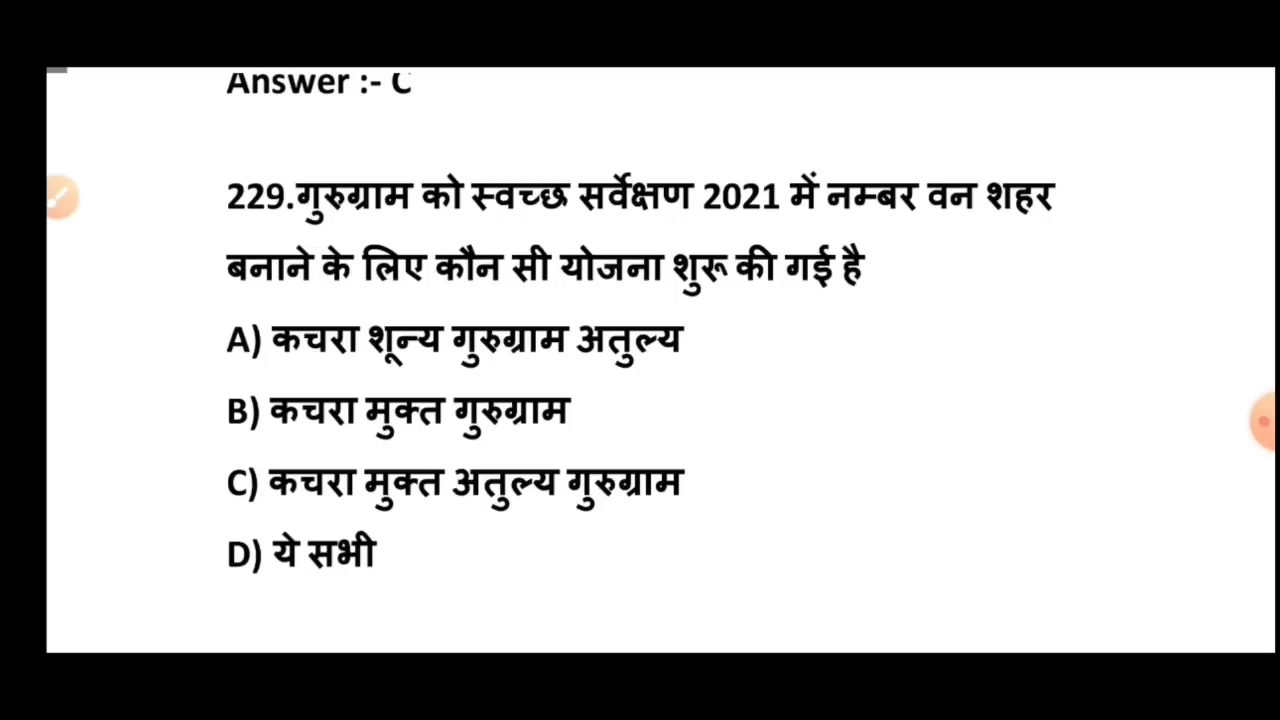 Answer :- C
229.गुरुग्राम को स्वच्छ सर्वेक्षण 2021 में नम्बर वन शहर
बनाने के लिए कौन सी योजना शुरू की गई है
A) कचरा शून्य गुरुग्राम अतुल्य
B) कचरा मुक्त गुरुग्राम
C) कचरा मुक्त अतुल्य गुरुग्राम
D) ये सभी